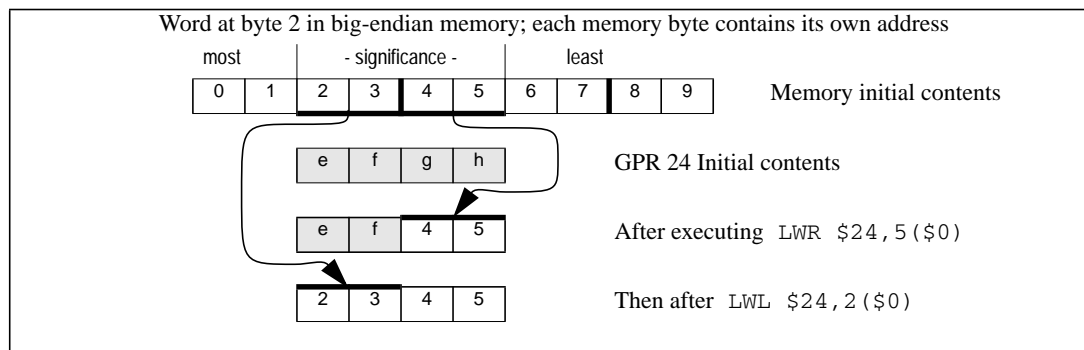 Word at byte 2 in big-endian memory; each memory byte contains its own address
most - significance - least
0 1 2 3 4 5 6 7 8 9 Memory initial contents
e f g h GPR 24 Initial contents
e f 4 5 After executing LWR $24,5($0)
2 3 4 5 Then after LWL $24,2($0)